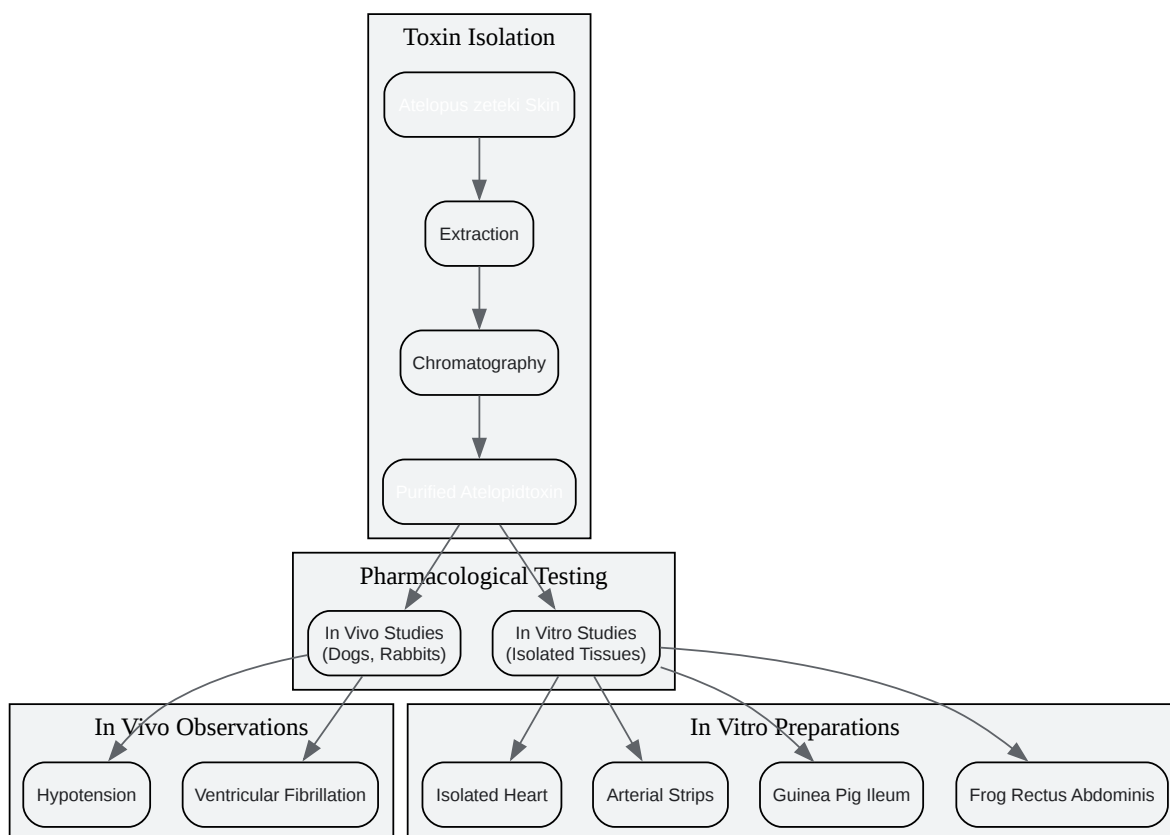 Toxin Isolation
Atelopus zeteki Skin
Extraction
Chromatography
Purified Atelopidtoxin
Pharmacological Testing
In Vivo Studies
(Dogs, Rabbits)
In Vitro Studies
(Isolated Tissues)
In Vivo Observations
Hypotension
Ventricular Fibrillation
In Vitro Preparations
Isolated Heart
Arterial Strips
Guinea Pig Ileum
Frog Rectus Abdominis